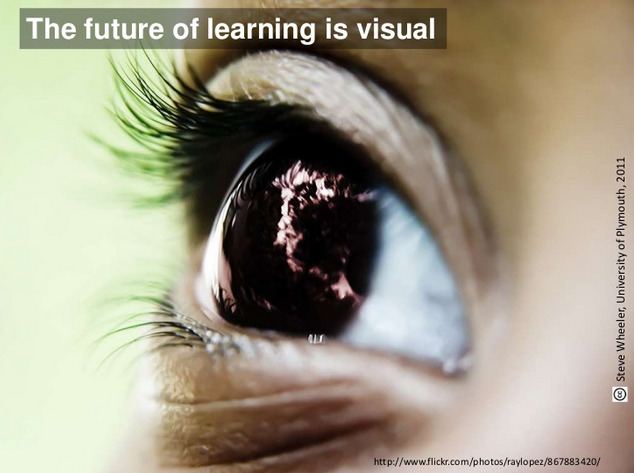 The future of learning is visual
Steve Wheeler, University of Plymouth, 2011
http://www.flickr.com/photos/raylopez/867883420/